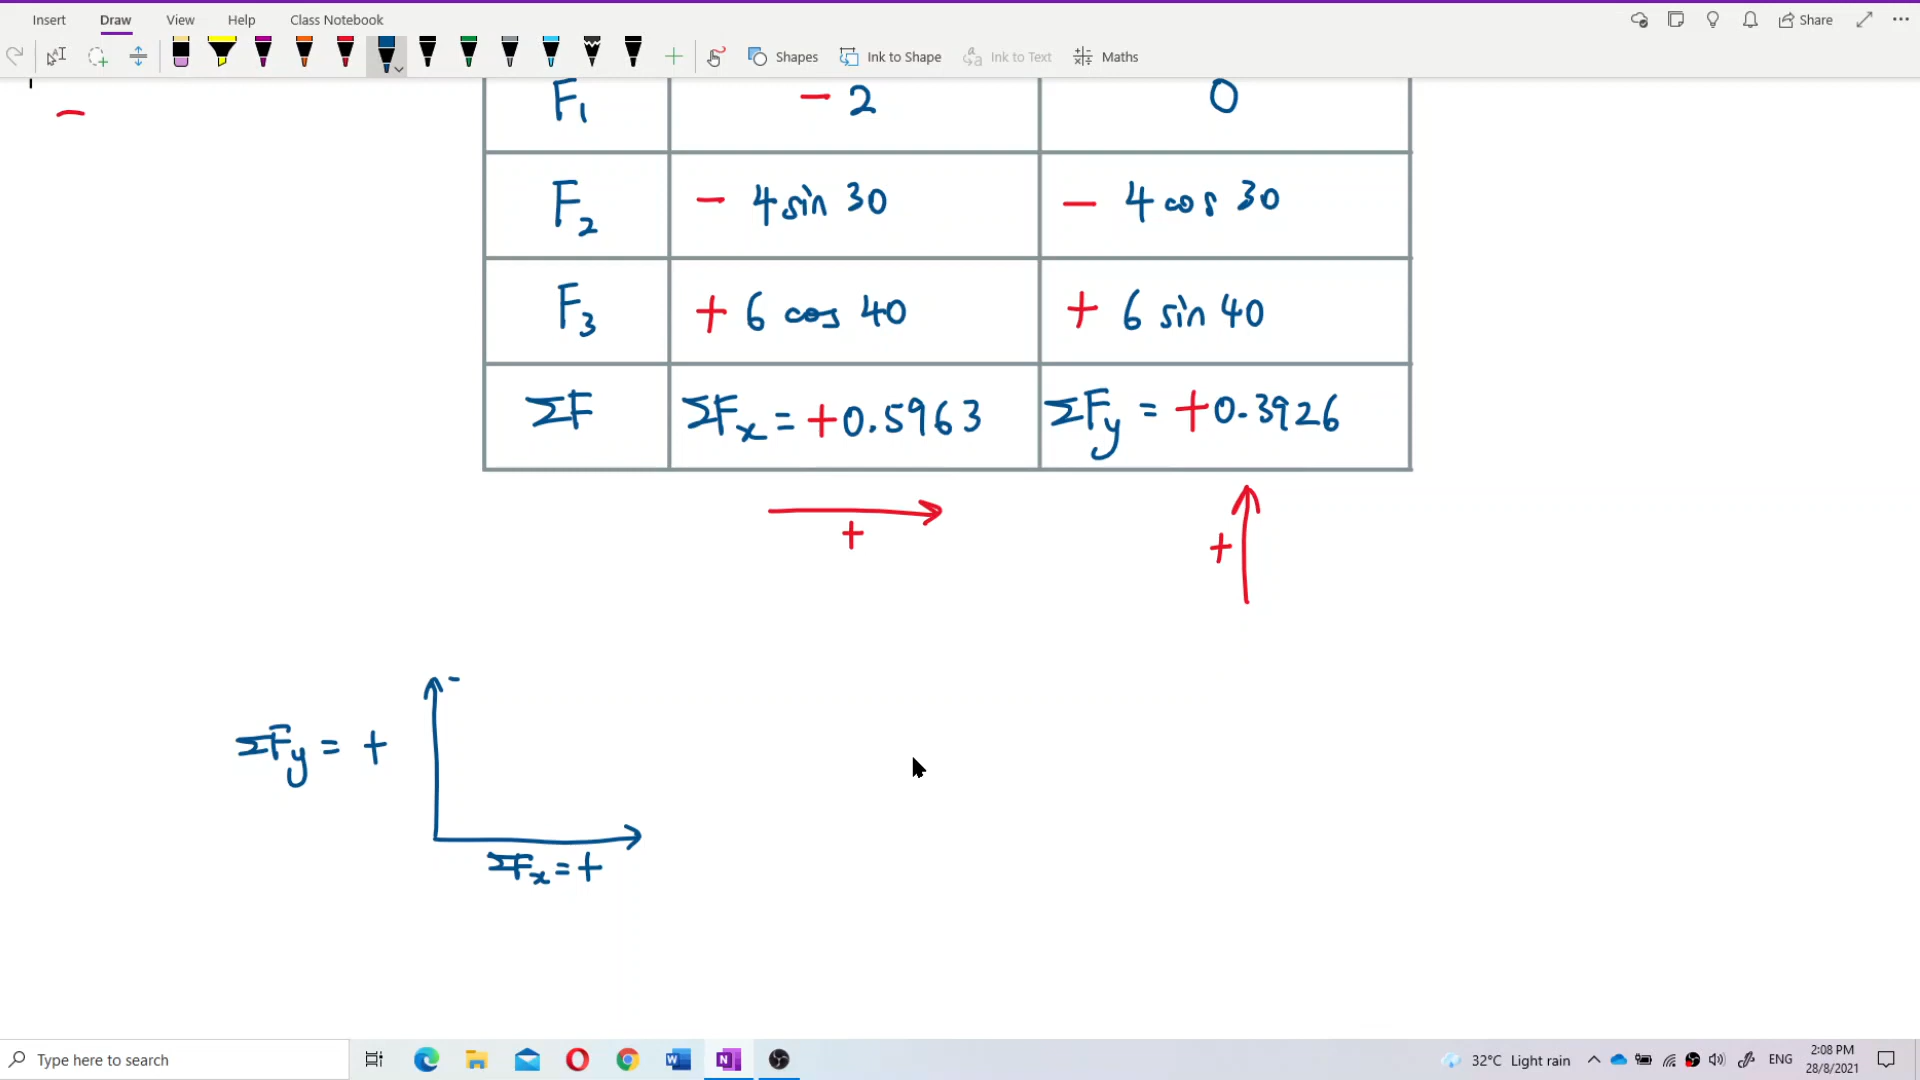 Insert Draw View Help Class Notebook Share
Shapes Ink to Shape Ink to Text Maths
F₁ - 2 0
F₂ - 4 sin 30 - 4 cos 30
F₃ + 6 cos 40 + 6 sin 40
ΣF ΣFₓ = +0.5963 ΣFy = +0.3926
+
+
ΣFy = +
ΣFₓ = +
Type here to search
32°C Light rain ENG 2:08 PM
28/8/2021